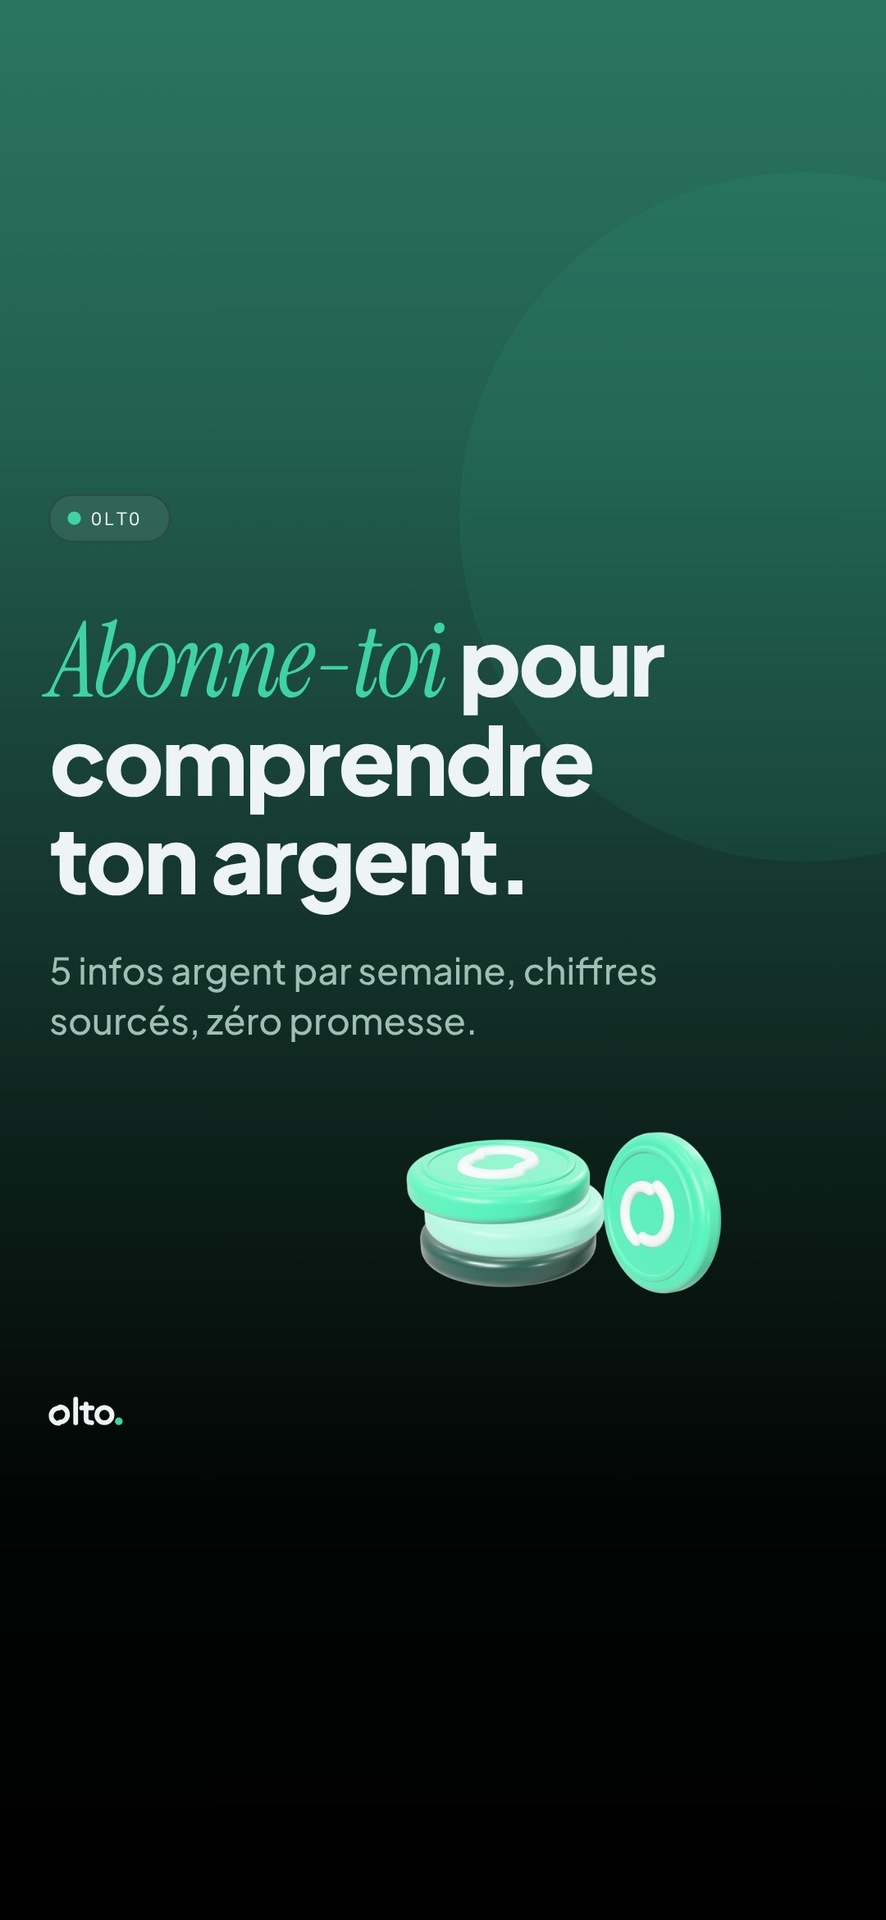 OLTO
Abonne-toi pour
comprendre
ton argent.
5 infos argent par semaine, chiffres
sourcés, zéro promesse.
olto.